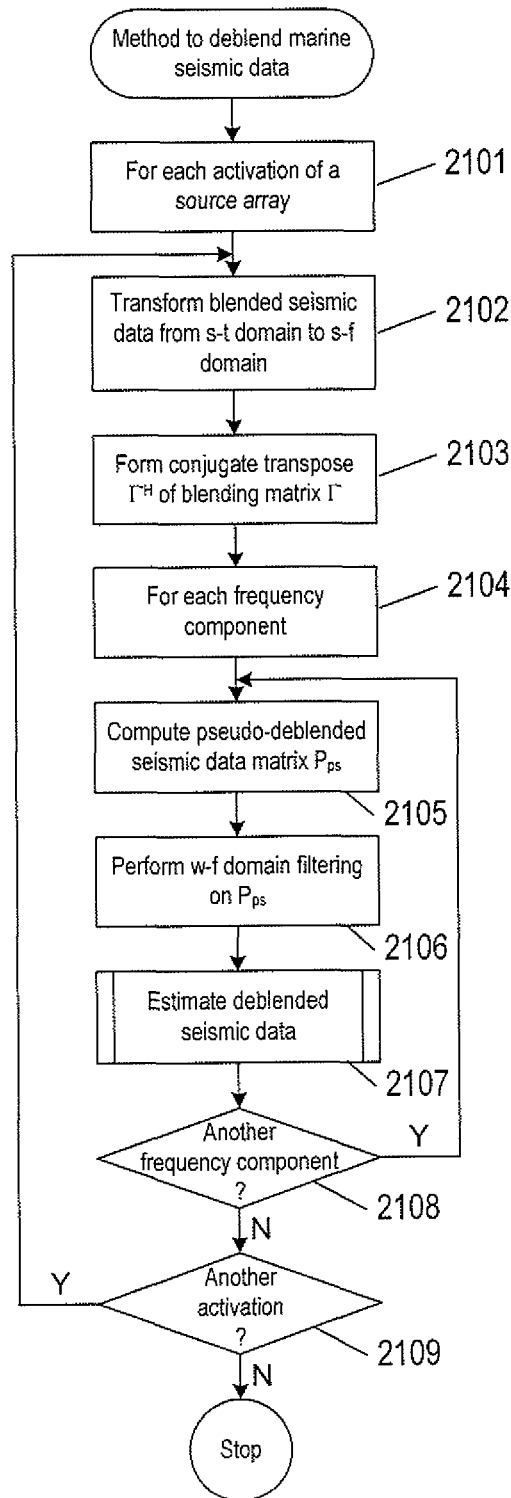 Method to deblend marine
seismic data
For each activation of a
source array
2101
Transform blended seismic
data from s-t domain to s-f
domain
2102
Form conjugate transpose
Γ^H of blending matrix Γ
2103
For each frequency
component
2104
Compute pseudo-deblended
seismic data matrix Pps
2105
Perform w-f domain filtering
on Pps
2106
Estimate deblended
seismic data
2107
Another
frequency component
?
Y
2108
N
Another
activation
?
Y
2109
N
Stop